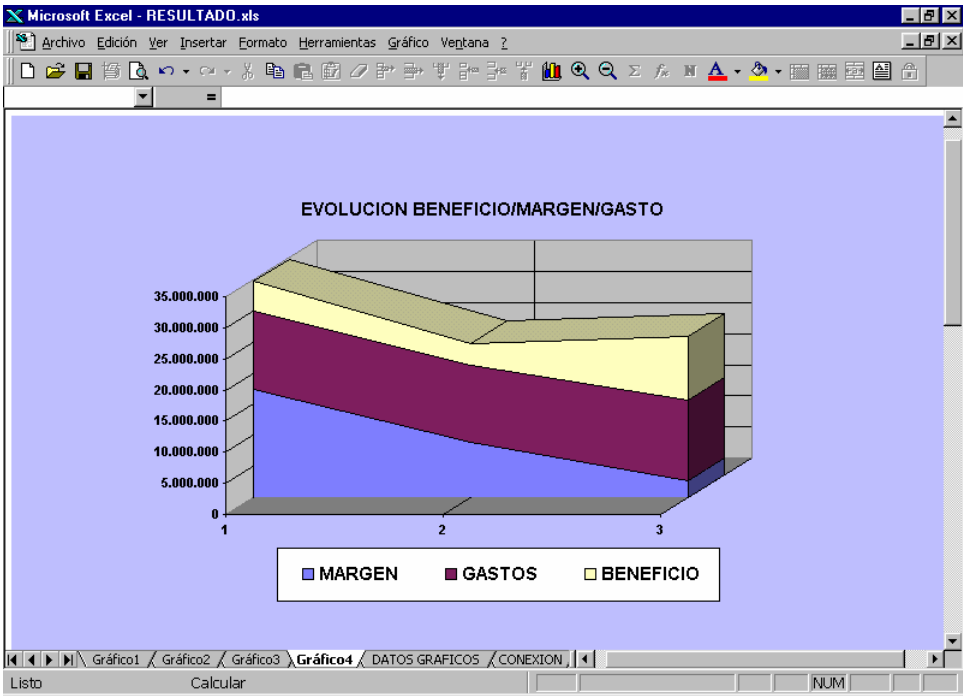 Microsoft Excel - RESULTADO.xls
Archivo Edición Ver Insertar Formato Herramientas Gráfico Ventana ?
=
EVOLUCION BENEFICIO/MARGEN/GASTO
35.000.000
30.000.000
25.000.000
20.000.000
15.000.000
10.000.000
5.000.000
0
1 2 3
MARGEN GASTOS BENEFICIO
Gráfico1 Gráfico2 Gráfico3 Gráfico4 DATOS GRAFICOS CONEXION
Listo Calcular NUM